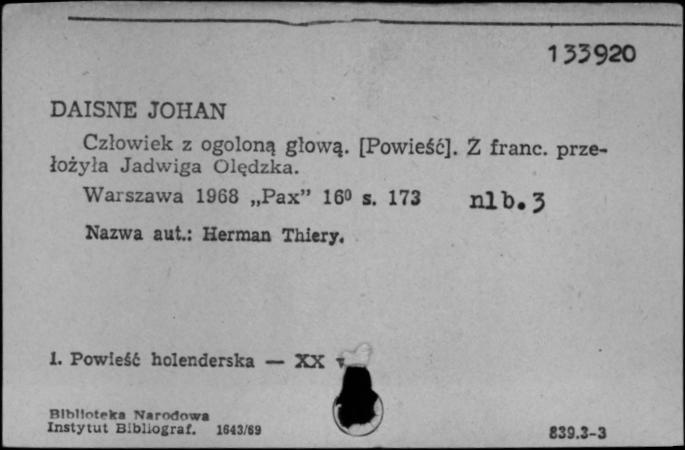 133920
DAISNE JOHAN
Człowiek z ogoloną głową. [Powieść]. Z franc. prze-
łożyła Jadwiga Olędzka.
Warszawa 1968 „Pax” 16⁰ s. 173 nlb. 3
Nazwa aut.: Herman Thiery.
1. Powieść holenderska — XX
Biblioteka Narodowa
Instytut Bibliograf. 1643/69
839.3-3